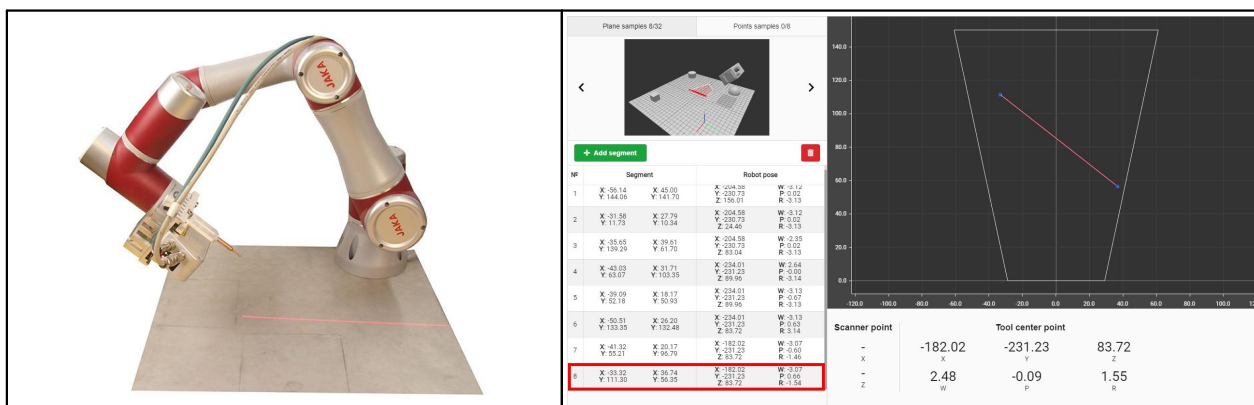 JAKA
JAKA
Plane samples 8/32 Points samples 0/8
+ Add segment
№ Segment Robot pose
1 X: -56.14 X: 45.00 X: -204.58 W: -3.12
Y: 144.06 Y: 141.70 Y: -230.73 P: 0.02
Z: 156.01 R: -3.13
2 X: -31.58 X: 27.79 X: -204.58 W: -3.12
Y: 11.73 Y: 10.34 Y: -230.73 P: 0.02
Z: 24.46 R: -3.13
3 X: -35.65 X: 39.61 X: -204.58 W: -2.35
Y: 139.29 Y: 61.70 Y: -230.73 P: 0.02
Z: 83.04 R: -3.13
4 X: -43.03 X: 31.71 X: -234.01 W: 2.64
Y: 63.07 Y: 103.35 Y: -231.23 P: -0.00
Z: 89.96 R: -3.14
5 X: -39.09 X: 18.17 X: -234.01 W: -3.13
Y: 52.18 Y: 50.93 Y: -231.23 P: -0.67
Z: 89.96 R: -3.13
6 X: -50.51 X: 26.20 X: -234.01 W: -3.13
Y: 133.35 Y: 132.48 Y: -231.23 P: 0.63
Z: 83.72 R: 3.14
7 X: -41.32 X: 20.17 X: -182.02 W: -3.07
Y: 55.21 Y: 96.79 Y: -231.23 P: -0.60
Z: 83.72 R: -1.46
8 X: -33.32 X: 36.74 X: -182.02 W: -3.07
Y: 111.30 Y: 56.35 Y: -231.23 P: 0.66
Z: 83.72 R: -1.54
140.0
120.0
100.0
80.0
60.0
40.0
20.0
0.0
-120.0 -100.0 -80.0 -60.0 -40.0 -20.0 0.0 20.0 40.0 60.0 80.0 100.0
Scanner point Tool center point
- -182.02 -231.23 83.72
X X Y Z
- 2.48 -0.09 1.55
Z W P R